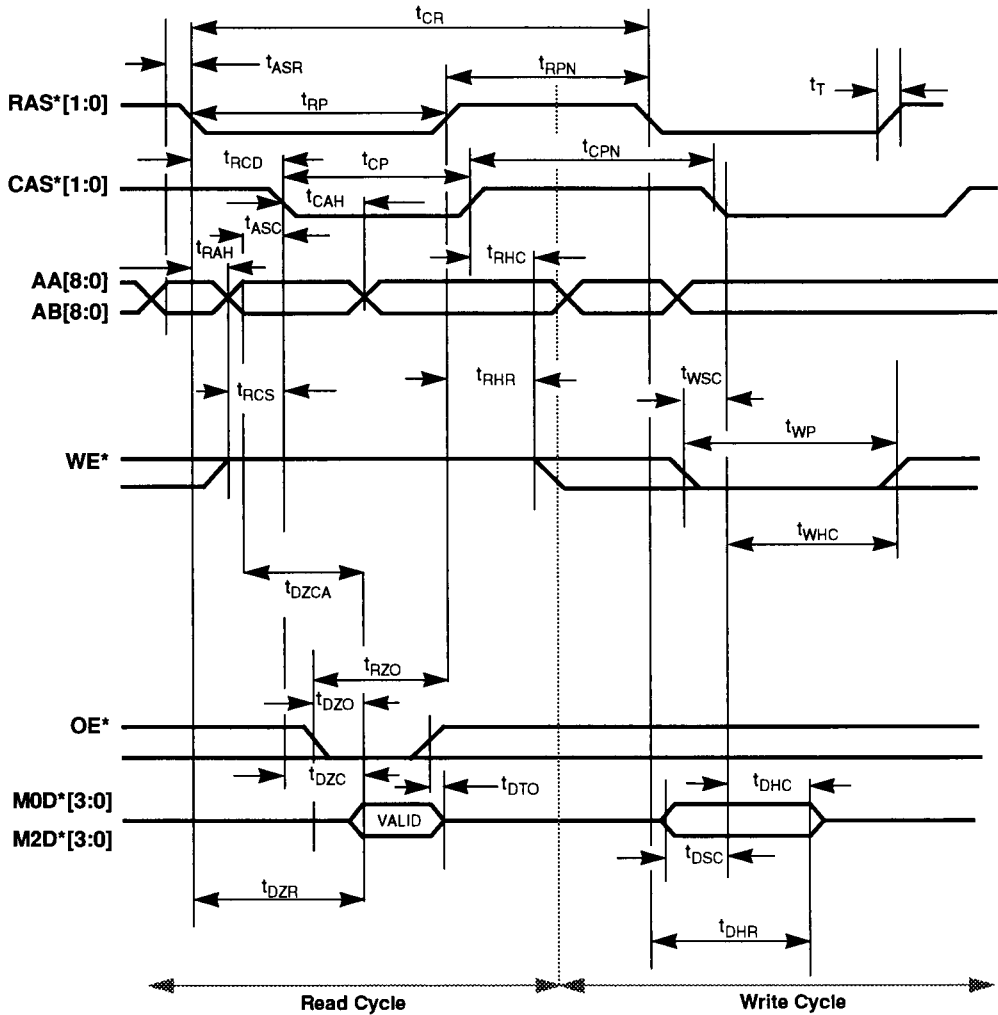 tCR
tASR
tRPN
tT
RAS*[1:0]
tRP
tRCD
tCP
tCPN
CAS*[1:0]
tCAH
tASC
tRAH
tRHC
AA[8:0]
AB[8:0]
tRCS
tRHR
tWSC
tWP
WE*
tWHC
tDZCA
tRZO
tDZO
OE*
tDZC
tDTO
tDHC
M0D*[3:0]
VALID
M2D*[3:0]
tDSC
tDZR
tDHR
Read Cycle
Write Cycle